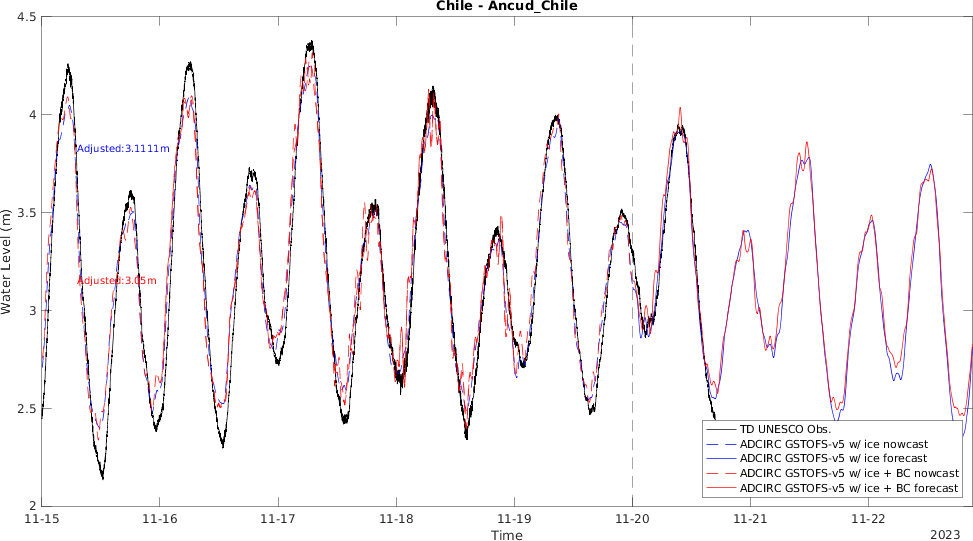 Chile - Ancud_Chile
4.5
4
3.5
3
2.5
2
Water Level (m)
Adjusted:3.1111m
Adjusted:3.05m
TD UNESCO Obs.
ADCIRC GSTOFS-v5 w/ ice nowcast
ADCIRC GSTOFS-v5 w/ ice forecast
ADCIRC GSTOFS-v5 w/ ice + BC nowcast
ADCIRC GSTOFS-v5 w/ ice + BC forecast
11-15 11-16 11-17 11-18 11-19 11-20 11-21 11-22
Time
2023